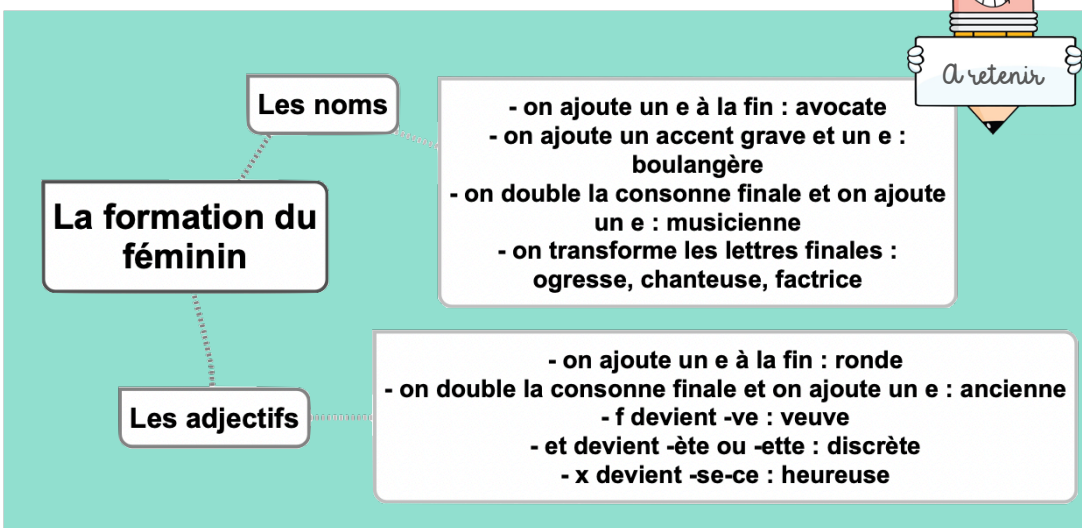 A retenir
Les noms
- on ajoute un e à la fin : avocate
- on ajoute un accent grave et un e :
boulangère
- on double la consonne finale et on ajoute
un e : musicienne
- on transforme les lettres finales :
ogresse, chanteuse, factrice
La formation du
féminin
Les adjectifs
- on ajoute un e à la fin : ronde
- on double la consonne finale et on ajoute un e : ancienne
- f devient -ve : veuve
- et devient -ète ou -ette : discrète
- x devient -se-ce : heureuse